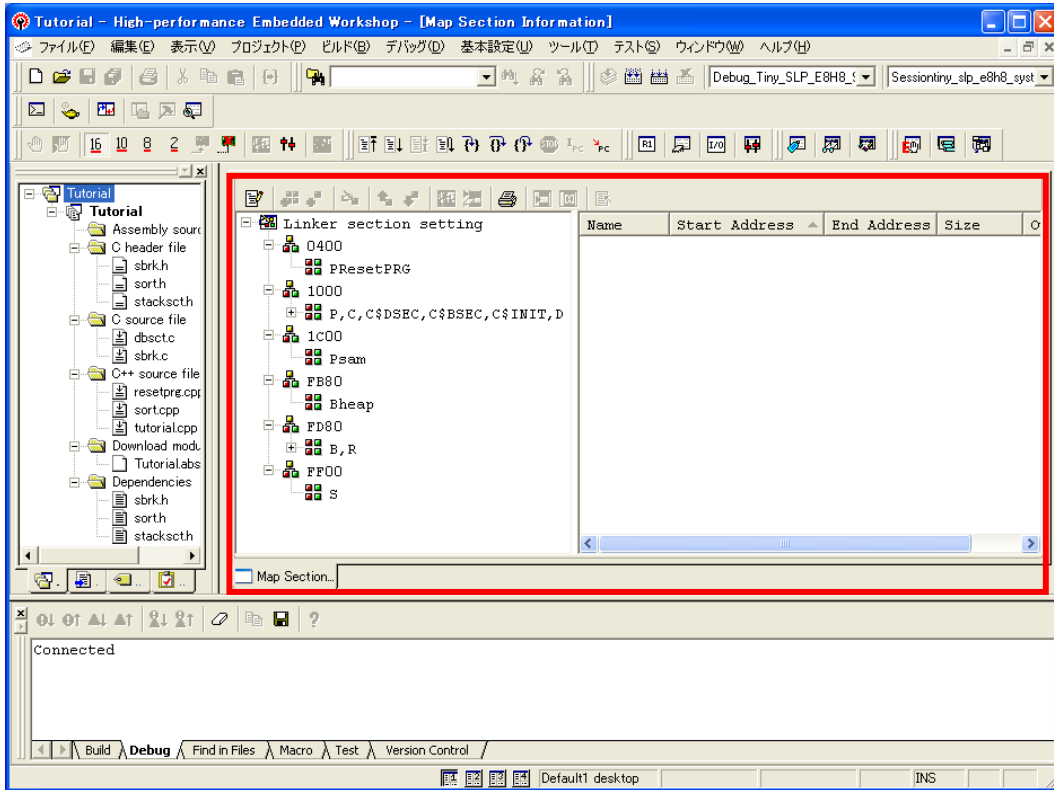 Tutorial - High-performance Embedded Workshop - [Map Section Information]
ファイル(F) 編集(E) 表示(V) プロジェクト(P) ビルド(B) デバッグ(D) 基本設定(U) ツール(T) テスト(S) ウィンドウ(W) ヘルプ(H)
Debug_Tiny_SLP_E8H8_ Sessiontiny_slp_e8h8_syst
16 10 8 2 STOP PC PC R1 I/O
Tutorial
Tutorial
Assembly sourc
C header file
sbrk.h
sort.h
stacksct.h
C source file
dbsct.c
sbrk.c
C++ source file
resetprg.cpp
sort.cpp
tutorial.cpp
Download modu
Tutorial.abs
Dependencies
sbrk.h
sort.h
stacksct.h
Linker section setting
0400
PResetPRG
1000
P,C,C$DSEC,C$BSEC,C$INIT,D
1C00
Psam
FB80
Bheap
FD80
B,R
FF00
S
Name Start Address End Address Size
Map Section...
Connected
Build Debug Find in Files Macro Test Version Control
Default1 desktop INS